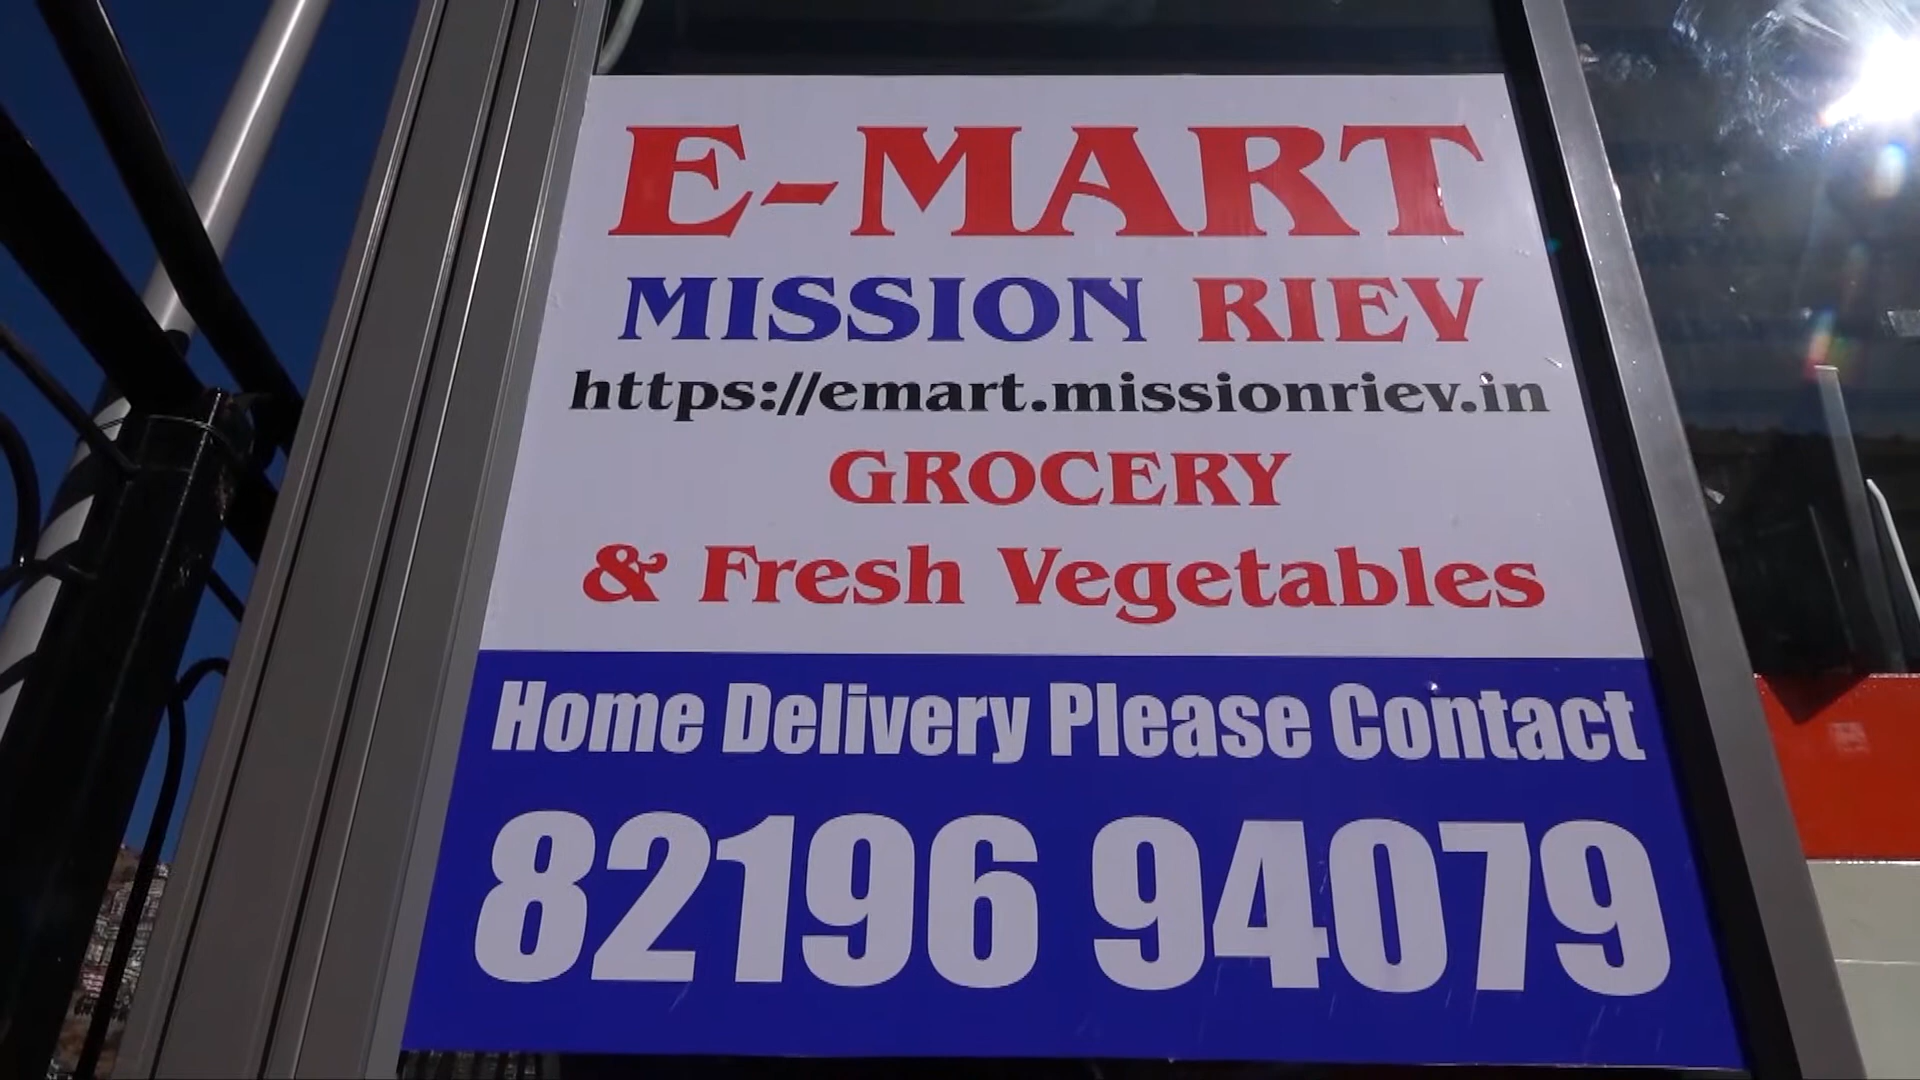 E-MART
MISSION RIEV
https://emart.missionriev.in
GROCERY
& Fresh Vegetables
Home Delivery Please Contact
82196 94079